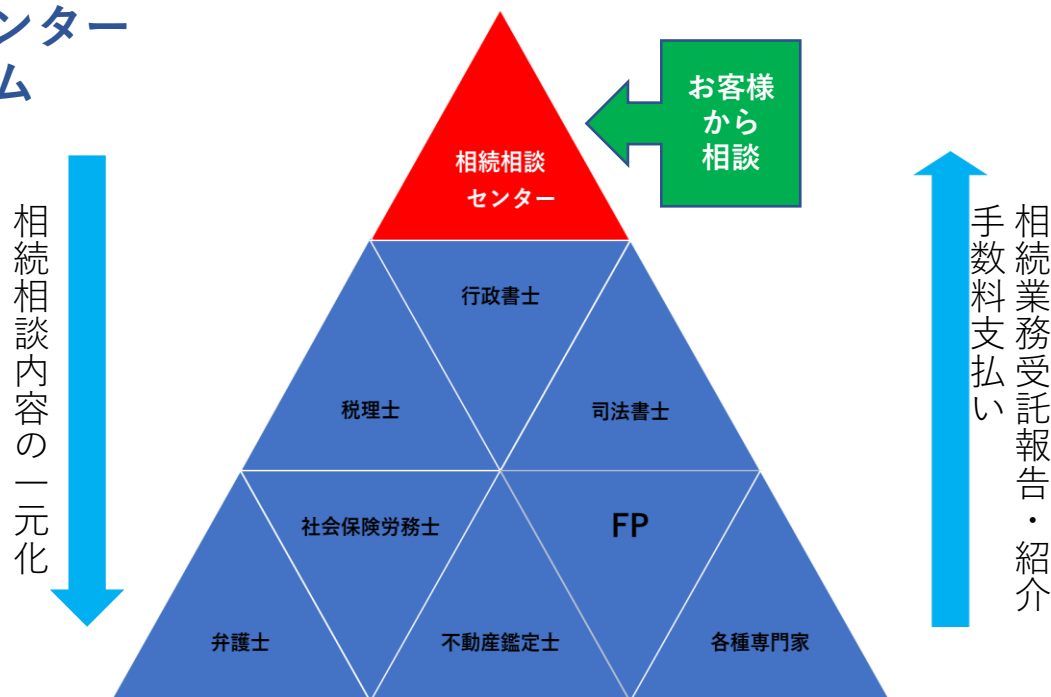 ンター
ム
お客様
から
相談
相続相談
センター
行政書士
税理士
司法書士
社会保険労務士
FP
弁護士
不動産鑑定士
各種専門家
相続相談内容の一元化
相続業務受託報告・紹介
手数料支払い